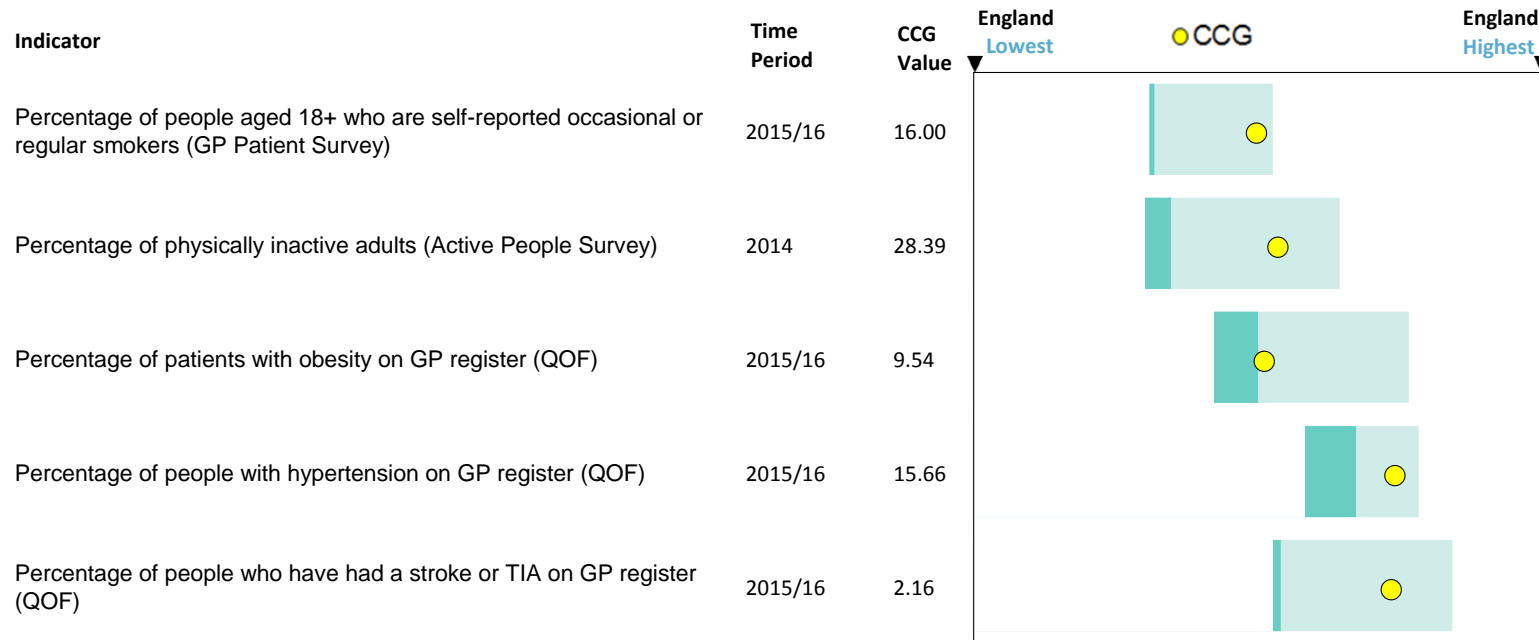 Indicator
Time
Period
CCG
Value
England
Lowest
CCG
England
Highest
Percentage of people aged 18+ who are self-reported occasional or
regular smokers (GP Patient Survey)
2015/16
16.00
Percentage of physically inactive adults (Active People Survey)
2014
28.39
Percentage of patients with obesity on GP register (QOF)
2015/16
9.54
Percentage of people with hypertension on GP register (QOF)
2015/16
15.66
Percentage of people who have had a stroke or TIA on GP register
(QOF)
2015/16
2.16